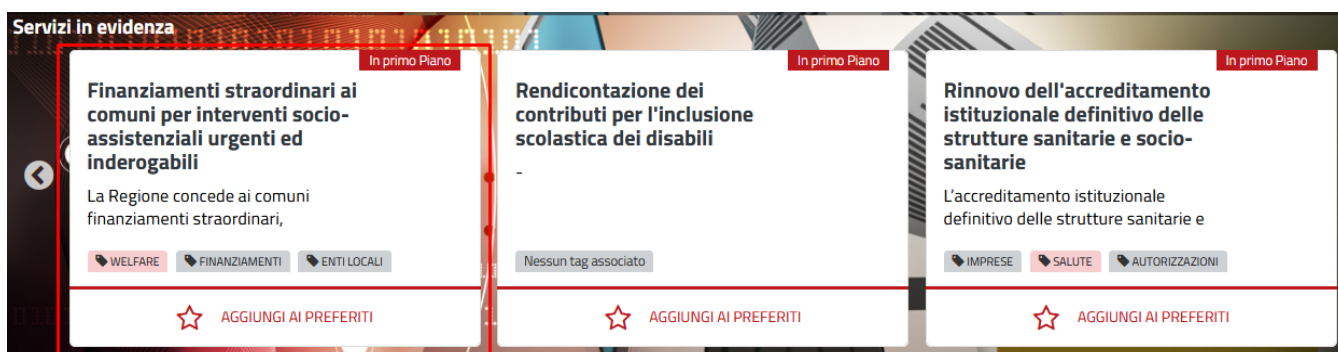 Servizi in evidenza
In primo Piano
Finanziamenti straordinari ai
comuni per interventi socio-
assistenziali urgenti ed
inderogabili
La Regione concede ai comuni
finanziamenti straordinari,
WELFARE FINANZIAMENTI ENTI LOCALI
AGGIUNGI AI PREFERITI
In primo Piano
Rendicontazione dei
contributi per l'inclusione
scolastica dei disabili
-
Nessun tag associato
AGGIUNGI AI PREFERITI
In primo Piano
Rinnovo dell'accreditamento
istituzionale definitivo delle
strutture sanitarie e socio-
sanitarie
L'accreditamento istituzionale
definitivo delle strutture sanitarie e
IMPRESE SALUTE AUTORIZZAZIONI
AGGIUNGI AI PREFERITI